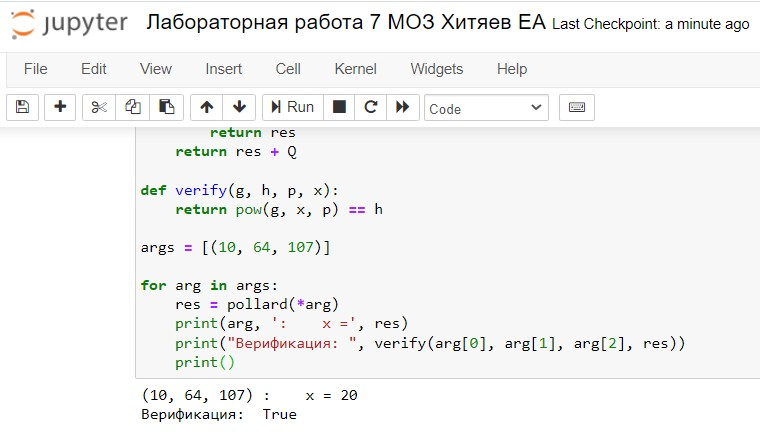 jupyter Лабораторная работа 7 МОЗ Хитяев ЕА Last Checkpoint: a minute ago
File Edit View Insert Cell Kernel Widgets Help
Run Code
        return res
    return res + Q
def verify(g, h, p, x):
    return pow(g, x, p) == h
args = [(10, 64, 107)]
for arg in args:
    res = pollard(*arg)
    print(arg, ':    x =', res)
    print("Верификация: ", verify(arg[0], arg[1], arg[2], res))
    print()
(10, 64, 107) :    x = 20
Верификация:  True